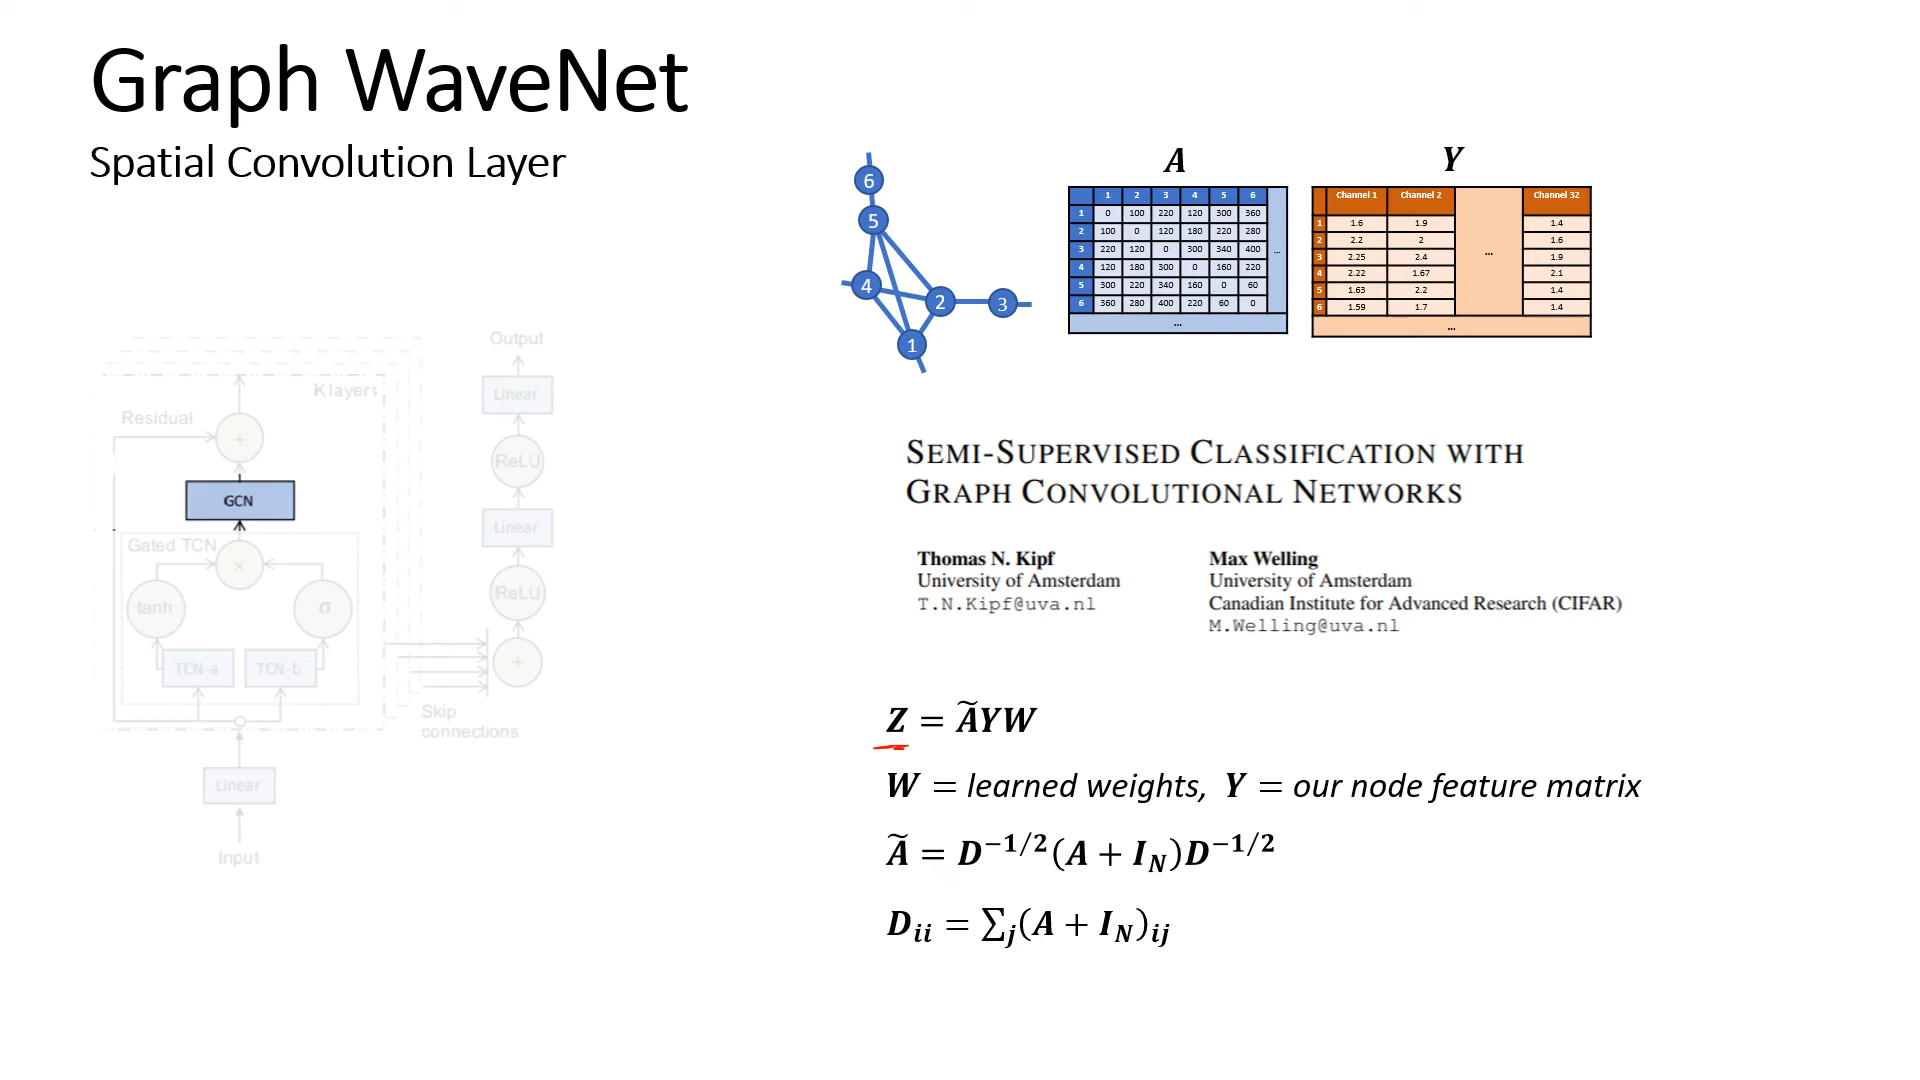 Graph WaveNet
Spatial Convolution Layer
6
5
4
2
3
1
A
1 2 3 4 5 6
1 0 100 220 120 300 360
2 100 0 120 180 220 280
3 220 120 0 300 340 400
4 120 180 300 0 160 220
5 300 220 340 160 0 60
6 360 280 400 220 60 0
...
...
Y
Channel 1 Channel 2 Channel 32
1 1.6 1.9 1.4
2 2.2 2 1.6
3 2.25 2.4 ... 1.9
4 2.22 1.67 2.1
5 1.63 2.2 1.4
6 1.59 1.7 1.4
...
Output
K layers
Linear
Residual
+
ReLU
GCN
Linear
Gated TCN
×
ReLU
tanh
σ
TCN-a
TCN-b
+
Skip
connections
Linear
Input
SEMI-SUPERVISED CLASSIFICATION WITH
GRAPH CONVOLUTIONAL NETWORKS
Thomas N. Kipf
University of Amsterdam
T.N.Kipf@uva.nl
Max Welling
University of Amsterdam
Canadian Institute for Advanced Research (CIFAR)
M.Welling@uva.nl
Z = ÃYW
W = learned weights, Y = our node feature matrix
Ã = D^{-1/2}(A + I_N)D^{-1/2}
D_{ii} = ∑_j(A + I_N)_{ij}